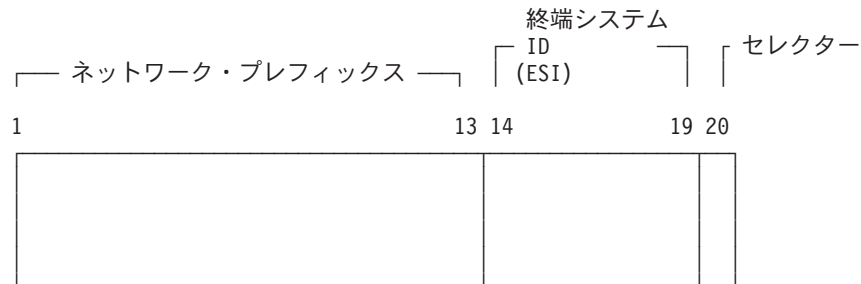 終端システム
ID
セレクター
ネットワーク・プレフィックス
(ESI)
1 13 14 19 20